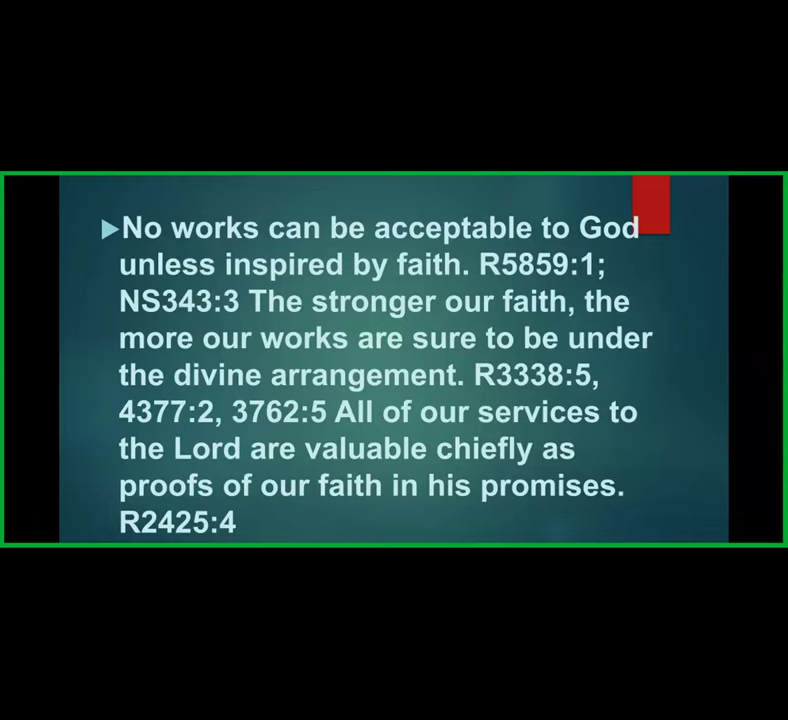 No works can be acceptable to God
unless inspired by faith. R5859:1;
NS343:3 The stronger our faith, the
more our works are sure to be under
the divine arrangement. R3338:5,
4377:2, 3762:5 All of our services to
the Lord are valuable chiefly as
proofs of our faith in his promises.
R2425:4